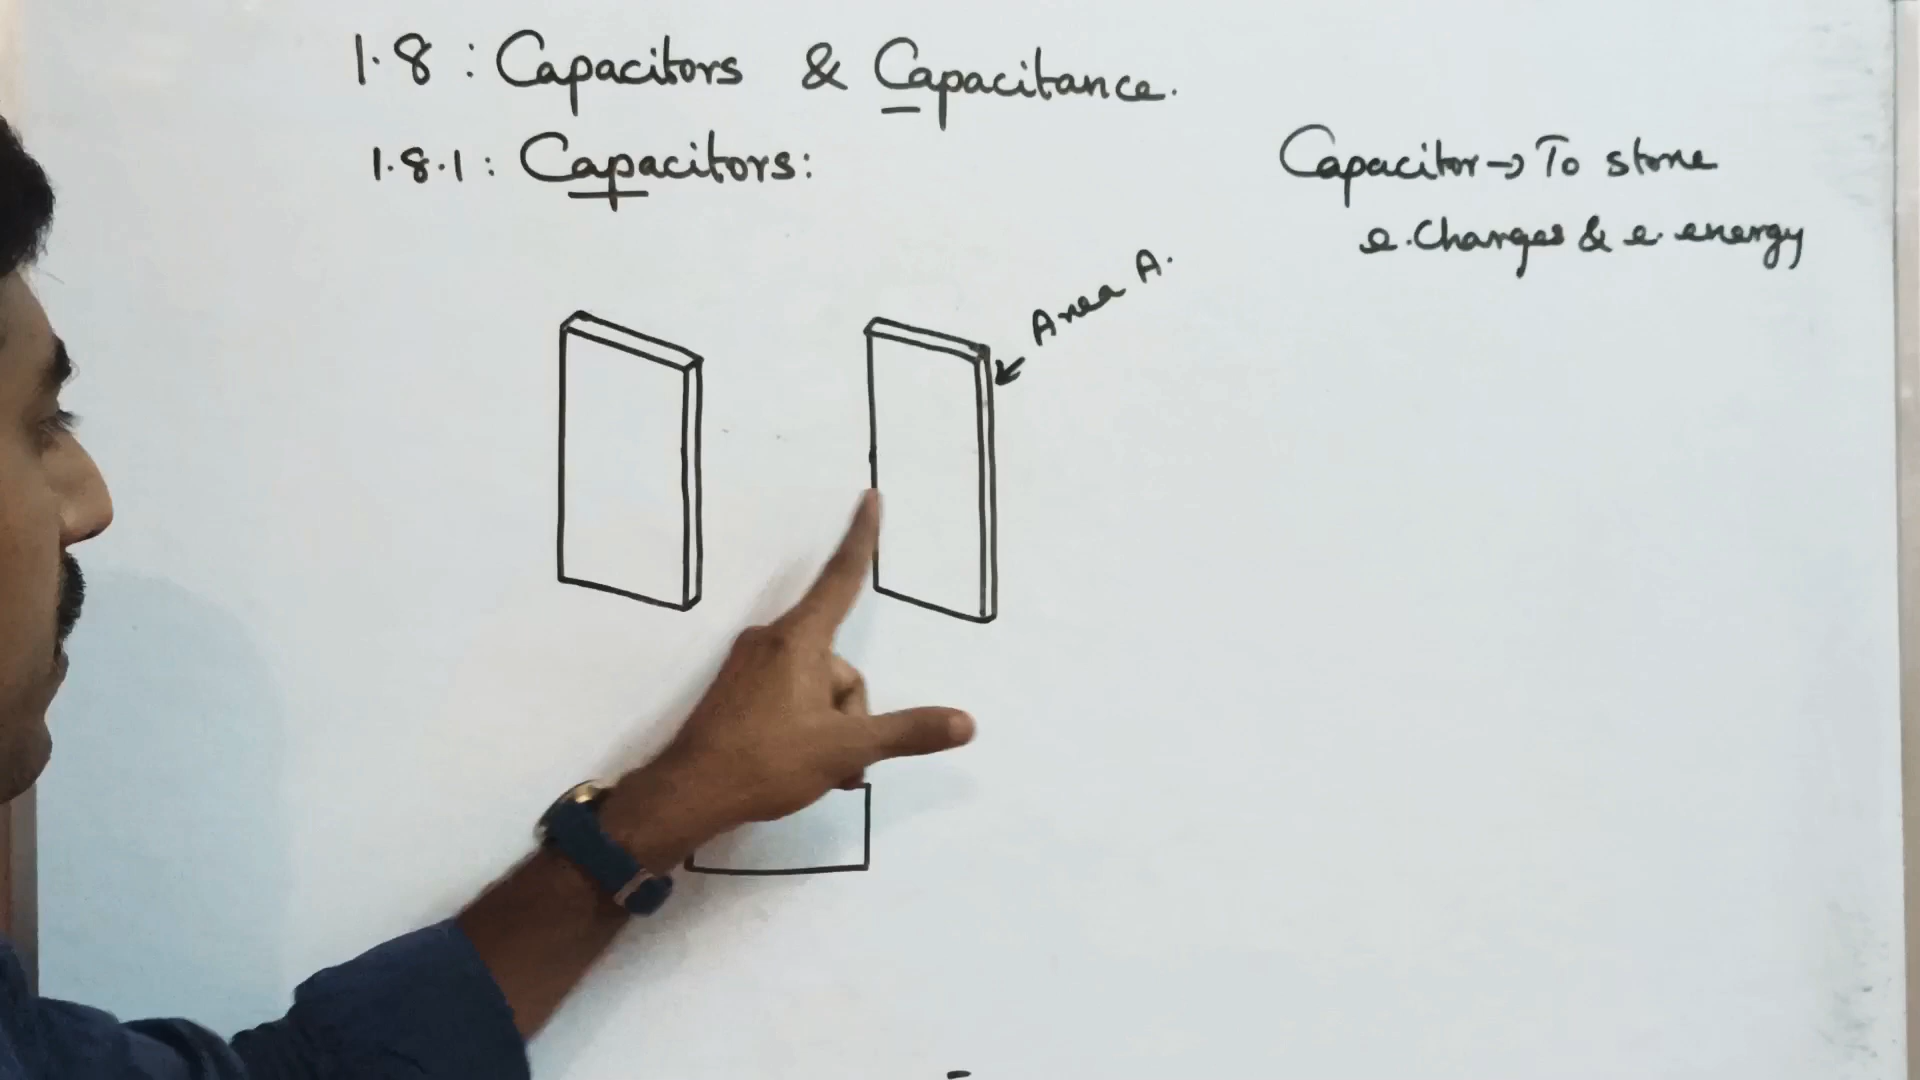 1.8 : Capacitors & Capacitance.
1.8.1 : Capacitors:
Capacitor → To store
e. Charges & e. energy
Area A.